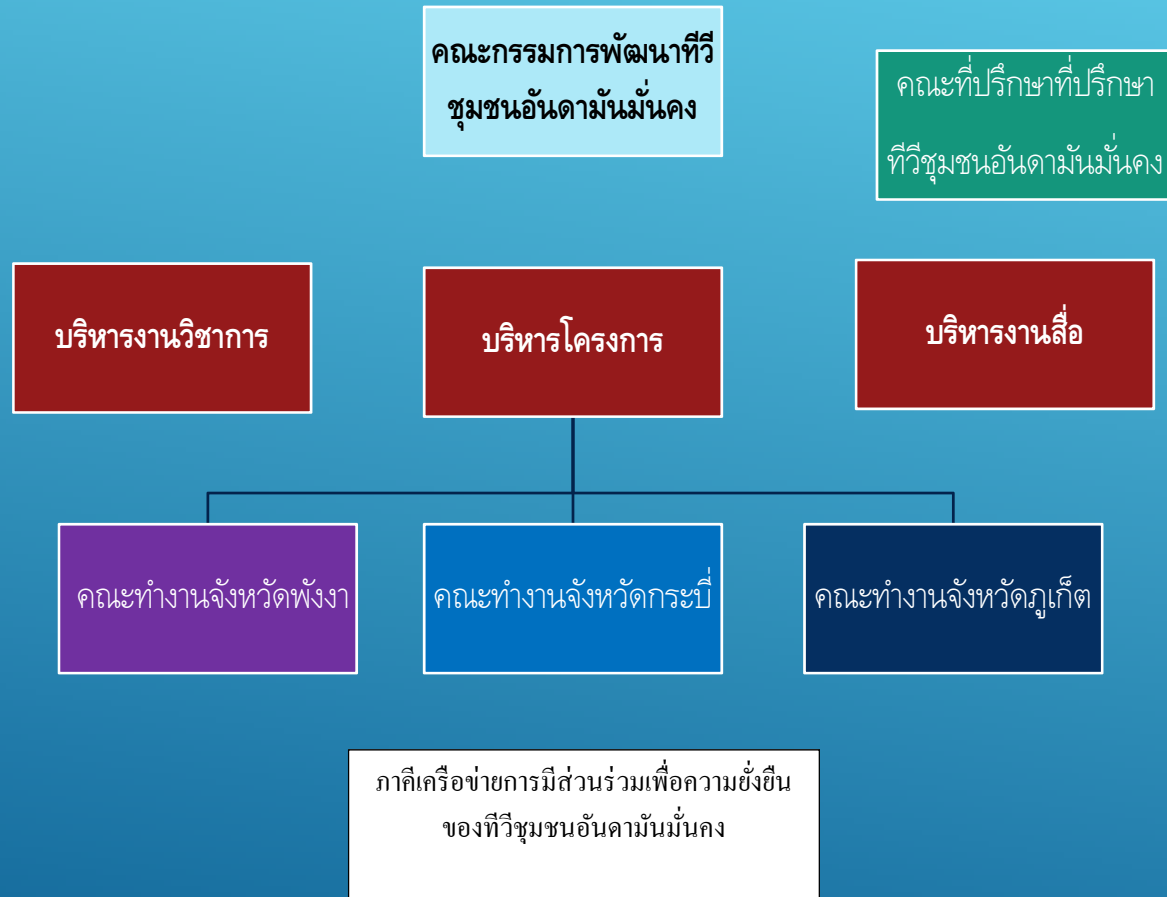 คณะกรรมการพัฒนาทีวี
ชุมชนอันดามันมั่นคง
คณะที่ปรึกษาที่ปรึกษา
ทีวีชุมชนอันดามันมั่นคง
บริหารงานวิชาการ
บริหารโครงการ
บริหารงานสื่อ
คณะทำงานจังหวัดพังงา
คณะทำงานจังหวัดกระบี่
คณะทำงานจังหวัดภูเก็ต
ภาคีเครือข่ายการมีส่วนร่วมเพื่อความยั่งยืน
ของทีวีชุมชนอันดามันมั่นคง